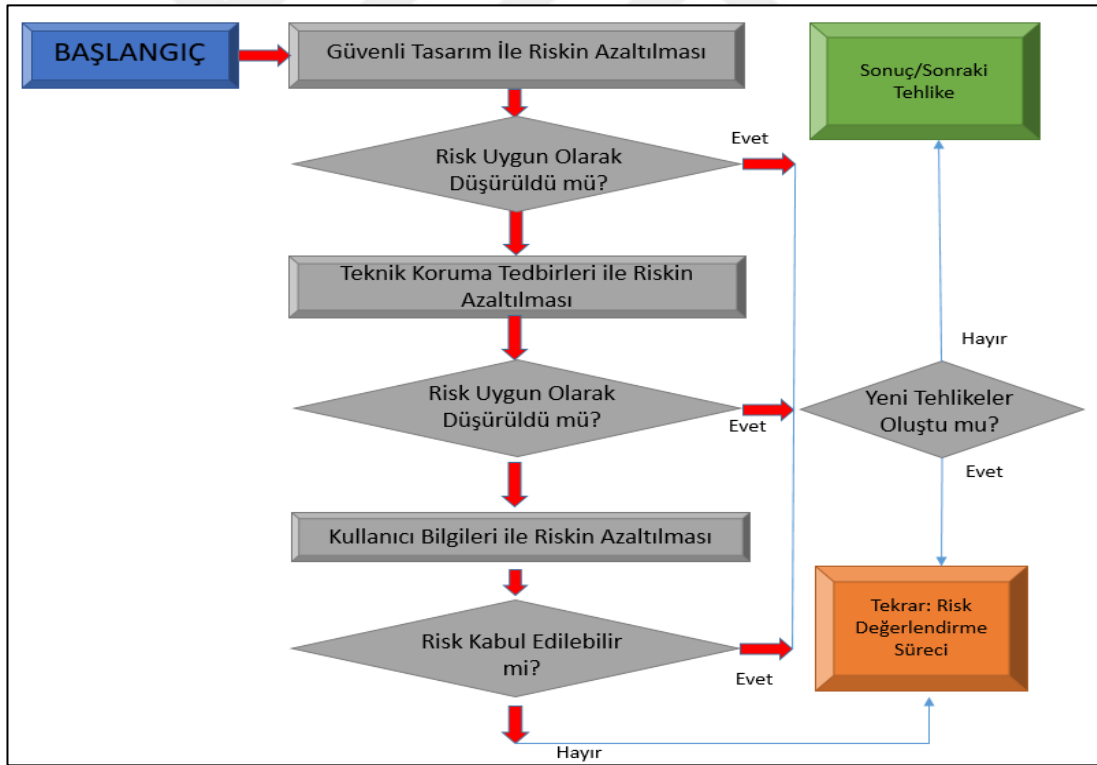 BAŞLANGIÇ
Güvenli Tasarım İle Riskin Azaltılması
Sonuç/Sonraki
Tehlike
Evet
Risk Uygun Olarak
Düşürüldü mü?
Teknik Koruma Tedbirleri ile Riskin
Azaltılması
Hayır
Risk Uygun Olarak
Düşürüldü mü?
Evet
Yeni Tehlikeler
Oluştu mu?
Evet
Kullanıcı Bilgileri ile Riskin Azaltılması
Tekrar: Risk
Değerlendirme
Süreci
Risk Kabul Edilebilir
mi?
Evet
Hayır